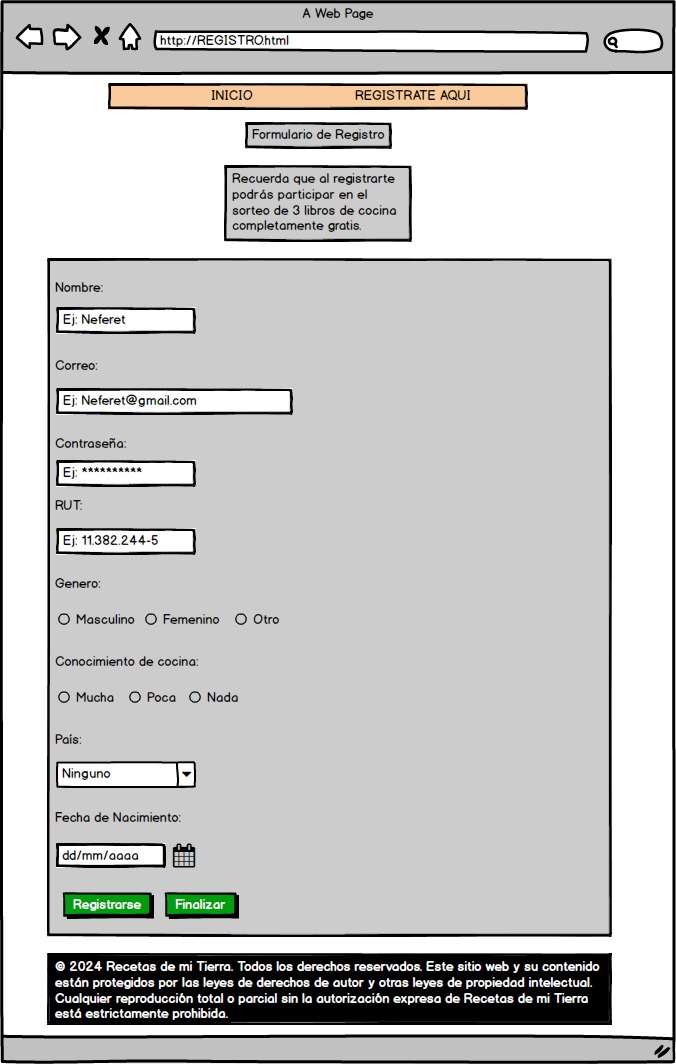 A Web Page
http://REGISTRO.html
INICIO
REGISTRATE AQUI
Formulario de Registro
Recuerda que al registrarte
podrás participar en el
sorteo de 3 libros de cocina
completamente gratis.
Nombre:
Ej: Neferet
Correo:
Ej: Neferet@gmail.com
Contraseña:
Ej: **********
RUT:
Ej: 11.382.244-5
Genero:
Masculino Femenino Otro
Conocimiento de cocina:
Mucha Poca Nada
País:
Ninguno
Fecha de Nacimiento:
dd/mm/aaaa
Registrarse Finalizar
© 2024 Recetas de mi Tierra. Todos los derechos reservados. Este sitio web y su contenido
están protegidos por las leyes de derechos de autor y otras leyes de propiedad intelectual.
Cualquier reproducción total o parcial sin la autorización expresa de Recetas de mi Tierra
está estrictamente prohibida.